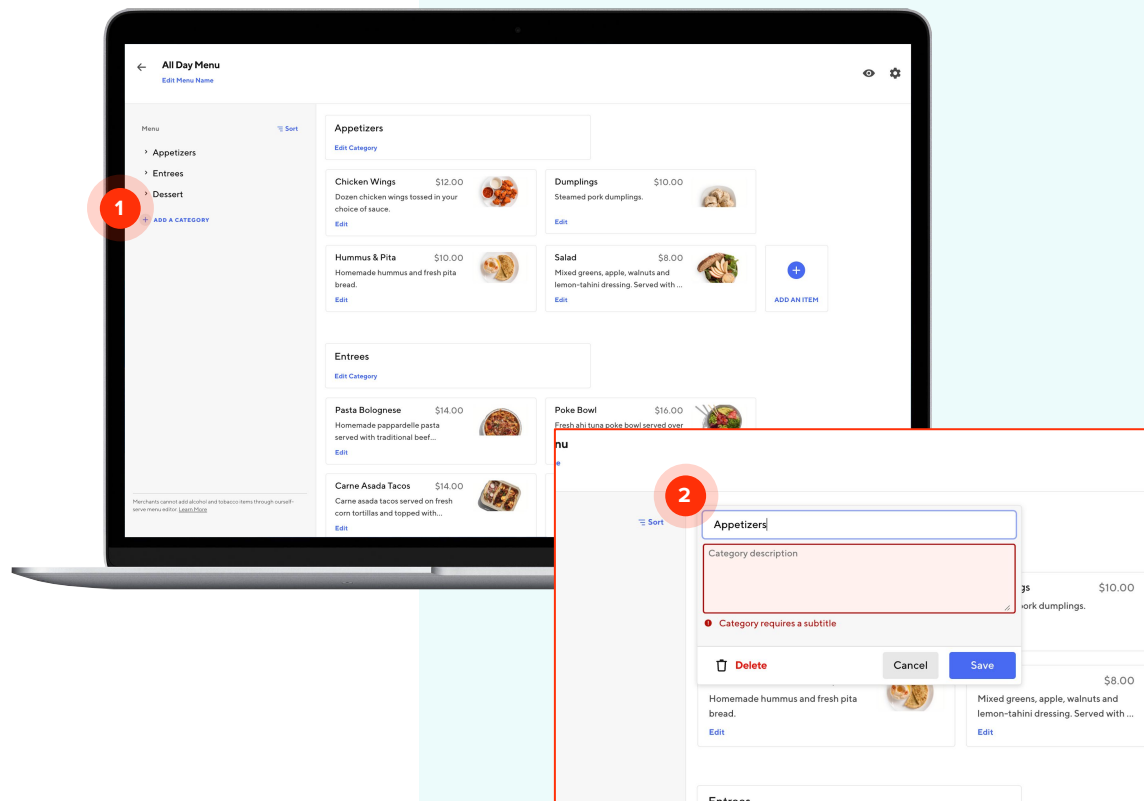 All Day Menu
Edit Menu Name
Menu
Sort
Appetizers
Entrees
Dessert
1
+ ADD A CATEGORY
Merchants cannot add alcohol and tobacco items through ourself-
serve menu editor. Learn More
Appetizers
Edit Category
Chicken Wings $12.00
Dozen chicken wings tossed in your
choice of sauce.
Edit
Dumplings $10.00
Steamed pork dumplings.
Edit
Hummus & Pita $10.00
Homemade hummus and fresh pita
bread.
Edit
Salad $8.00
Mixed greens, apple, walnuts and
lemon-tahini dressing. Served with ...
Edit
ADD AN ITEM
Entrees
Edit Category
Pasta Bolognese $14.00
Homemade pappardelle pasta
served with traditional beef...
Edit
Poke Bowl $16.00
Fresh ahi tuna poke bowl served over
Carne Asada Tacos $14.00
Carne asada tacos served on fresh
corn tortillas and topped with...
Edit
nu
e
2
Sort
Appetizers
Category description
Category requires a subtitle
Delete
Cancel
Save
gs $10.00
ork dumplings.
$8.00
Homemade hummus and fresh pita
bread.
Edit
Mixed greens, apple, walnuts and
lemon-tahini dressing. Served with ...
Edit
Entrees